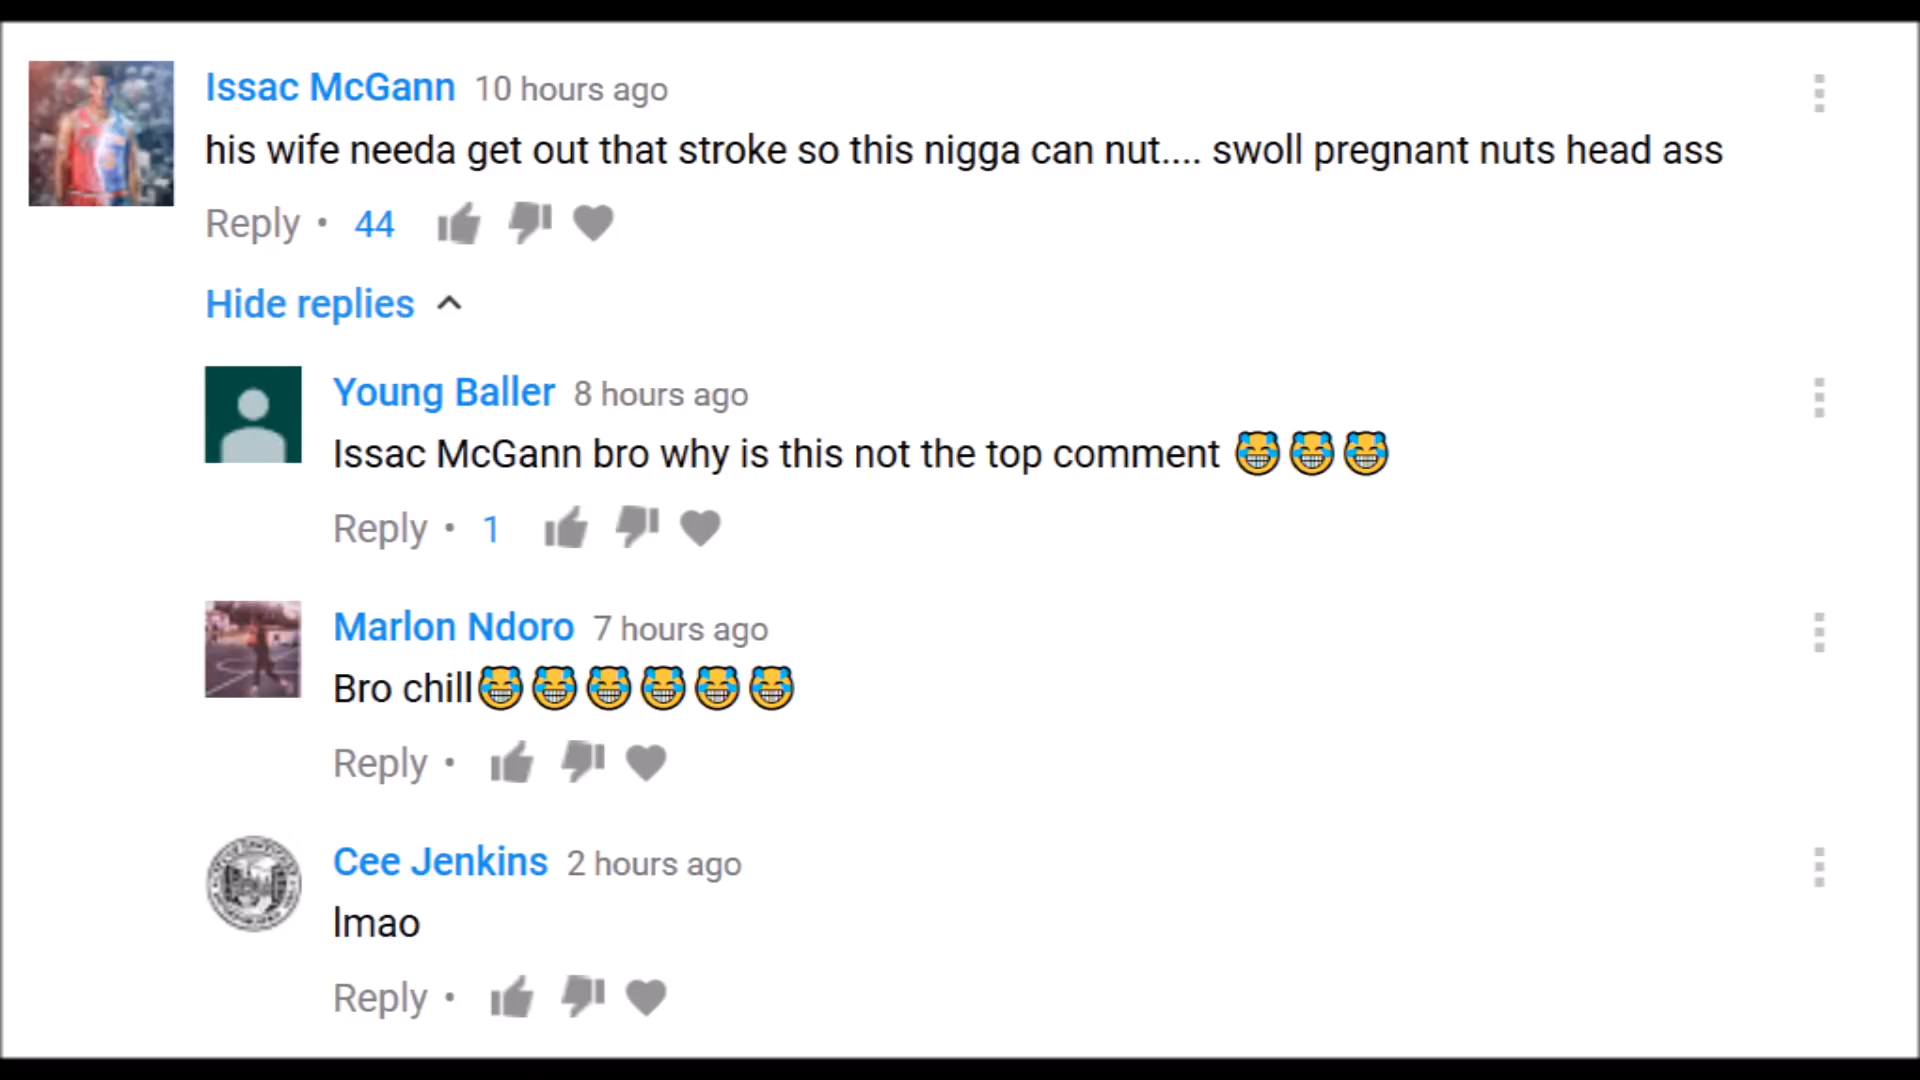 Issac McGann 10 hours ago
his wife needa get out that stroke so this nigga can nut.... swoll pregnant nuts head ass
Reply • 44
Hide replies
Young Baller 8 hours ago
Issac McGann bro why is this not the top comment 😂😂😂
Reply • 1
Marlon Ndoro 7 hours ago
Bro chill😂😂😂😂😂😂
Reply •
Cee Jenkins 2 hours ago
lmao
Reply •